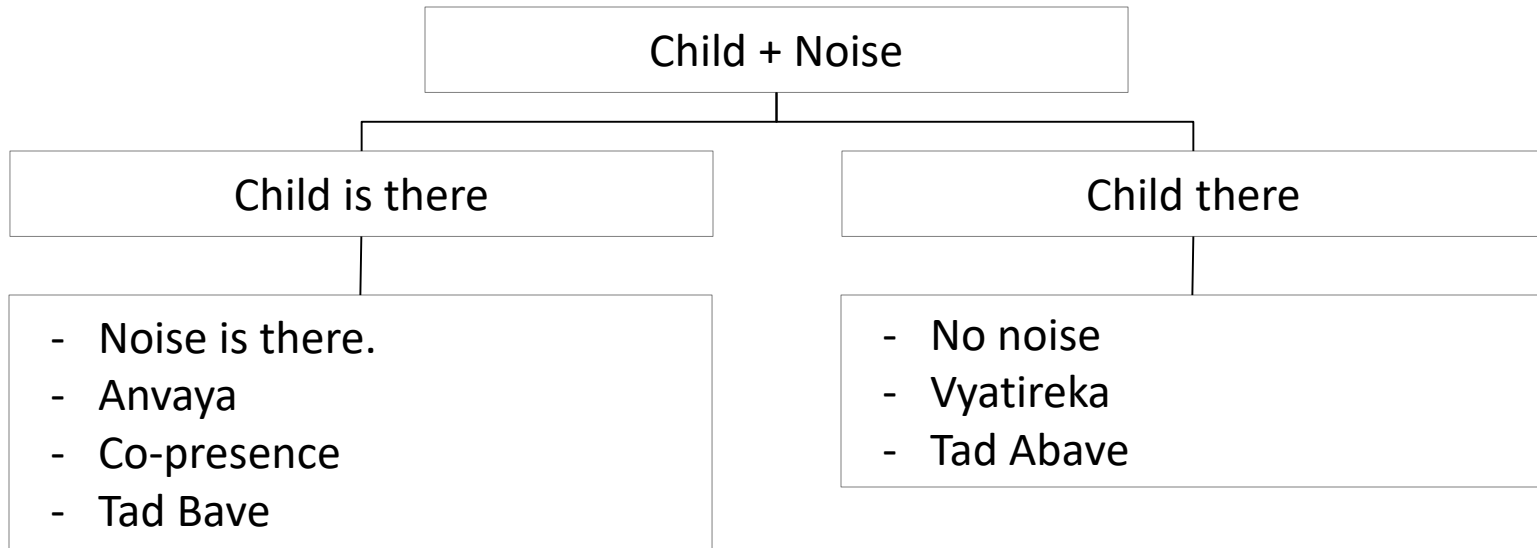 Child + Noise
Child is there
Child there
- Noise is there.
- Anvaya
- Co-presence
- Tad Bave
- No noise
- Vyatireka
- Tad Abave